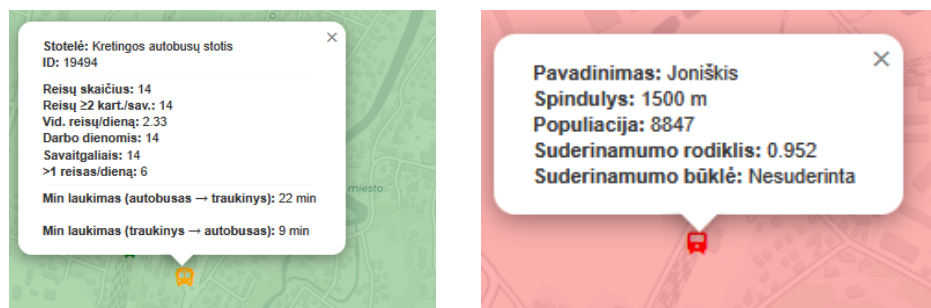 Stotelė: Kretingos autobusų stotis
ID: 19494
Reisų skaičius: 14
Reisų ≥2 kart./sav.: 14
Vid. reisų/dieną: 2.33
Darbo dienomis: 14
Savaitgaliais: 14
>1 reisas/dieną: 6
Min laukimas (autobusas → traukinys): 22 min
Min laukimas (traukinys → autobusas): 9 min
miesto
Pavadinimas: Joniškis
Spindulys: 1500 m
Populiacija: 8847
Suderinamumo rodiklis: 0.952
Suderinamumo būklė: Nesuderinta